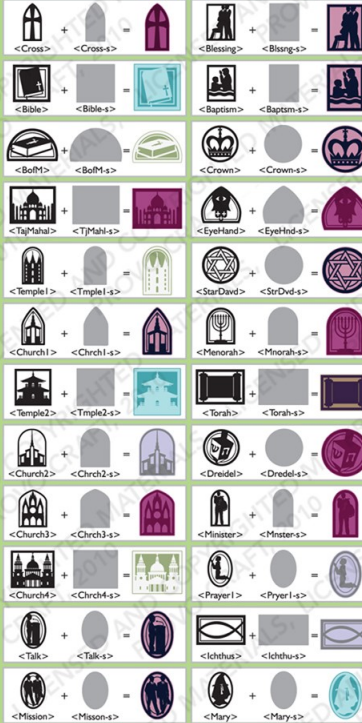 <Cross> + <Cross-s> =
<Blessing> + <Blssng-s> =
<Bible> + <Bible-s> =
<Baptism> + <Baptsm-s> =
<BofM> + <BofM-s> =
<Crown> + <Crown-s> =
<TajMahal> + <TjMahl-s> =
<EyeHand> + <EyeHnd-s> =
<Temple1> + <Tmple1-s> =
<StarDavd> + <StrDvd-s> =
<Church1> + <Chrch1-s> =
<Menorah> + <Mnorah-s> =
<Temple2> + <Tmple2-s> =
<Torah> + <Torah-s> =
<Church2> + <Chrch2-s> =
<Dreidel> + <Dredel-s> =
<Church3> + <Chrch3-s> =
<Minister> + <Mnster-s> =
<Church4> + <Chrch4-s> =
<Prayer1> + <Pryer1-s> =
<Talk> + <Talk-s> =
<Ichthus> + <Ichthu-s> =
<Mission> + <Misson-s> =
<Mary> + <Mary-s> =